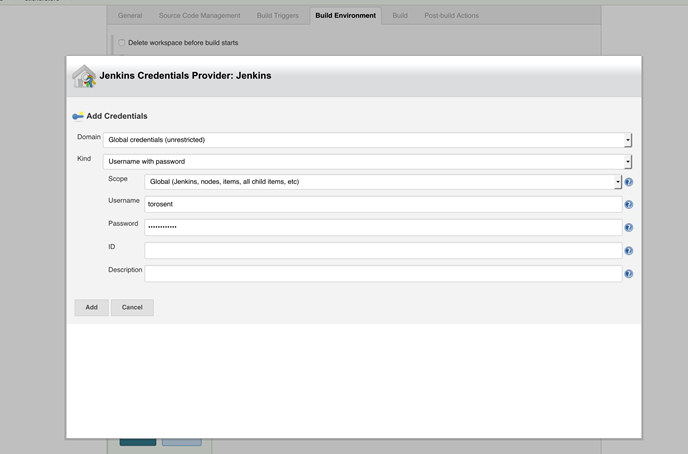 General Source Code Management Build Triggers Build Environment Build Post-build Actions
Delete workspace before build starts
Jenkins Credentials Provider: Jenkins
Add Credentials
Domain Global credentials (unrestricted)
Kind Username with password
Scope Global (Jenkins, nodes, items, all child items, etc)
Username torosent
Password ••••••••••••
ID
Description
Add Cancel